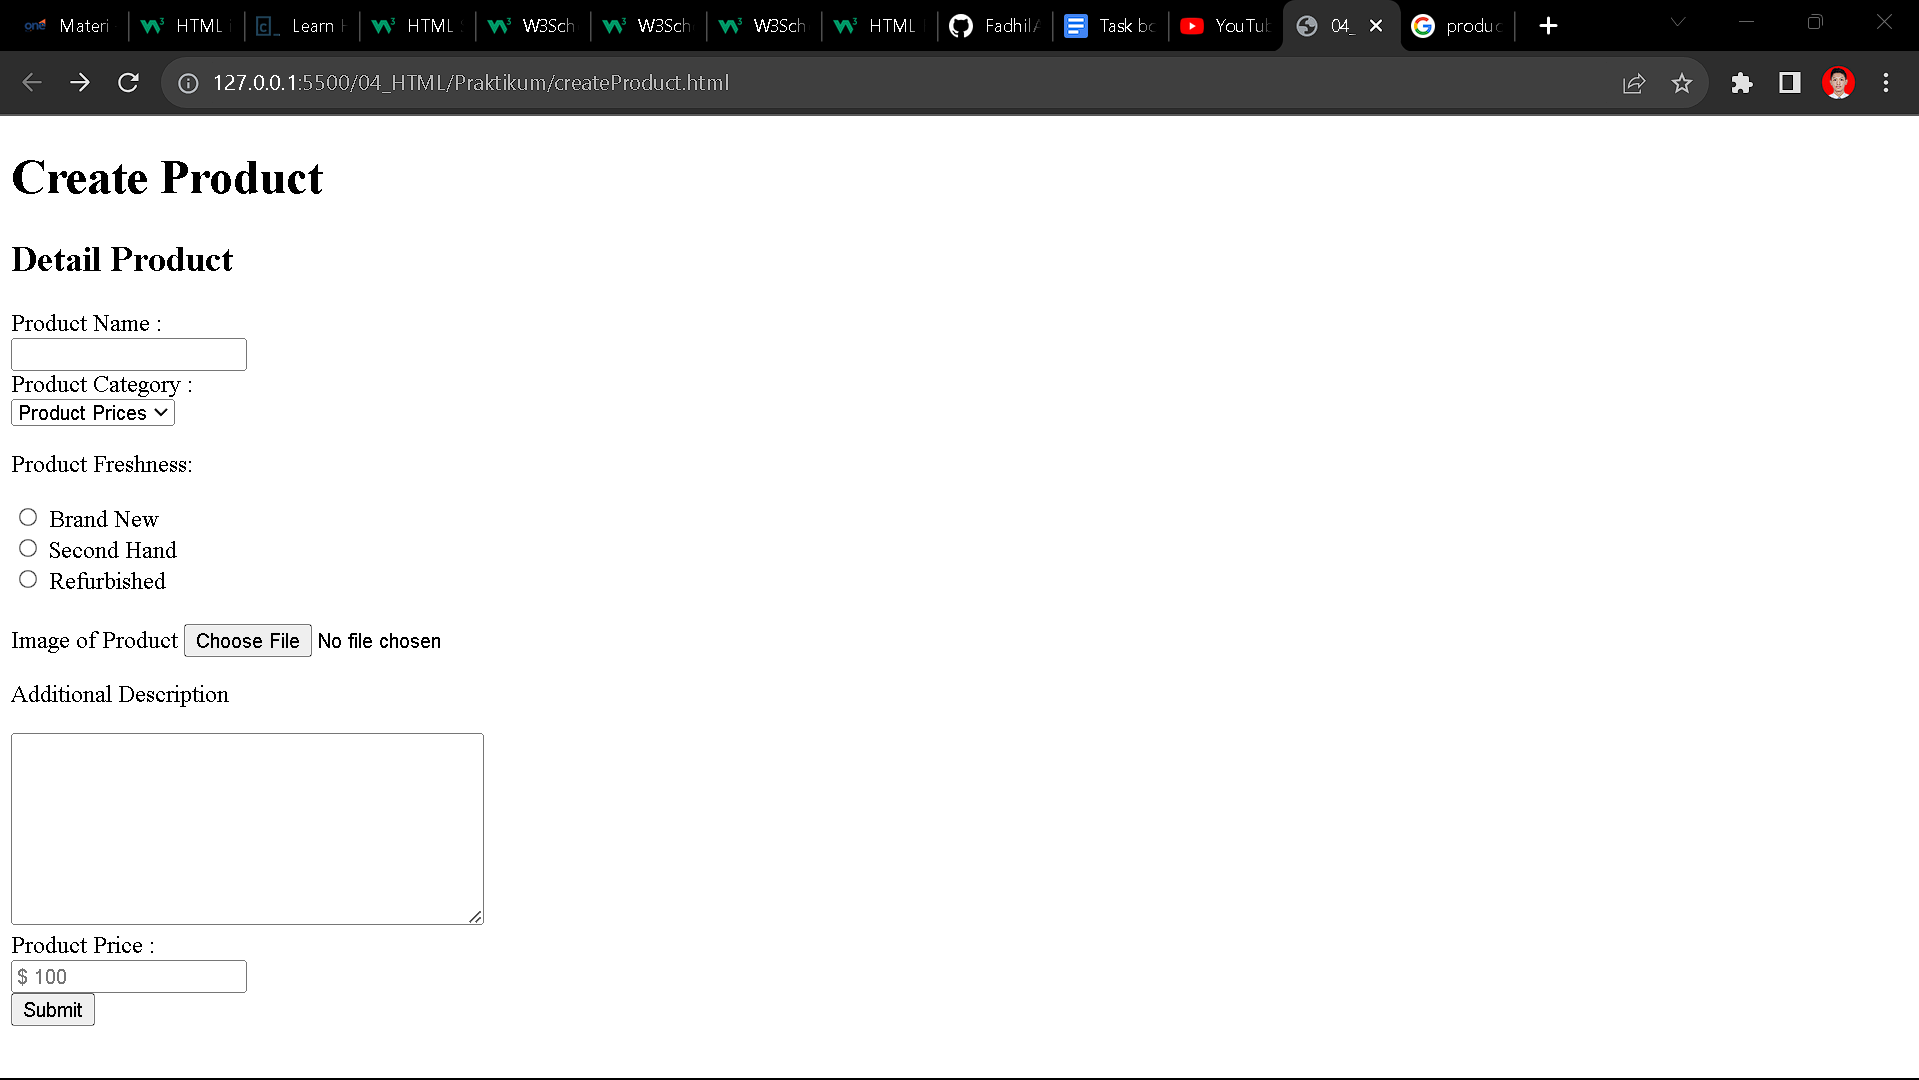 Materi HTML Learn HTML W3Sch W3Sch W3Sch HTML Fadhil Task YouTub 04_ produc
127.0.0.1:5500/04_HTML/Praktikum/createProduct.html
Create Product
Detail Product
Product Name :
Product Category :
Product Prices
Product Freshness:
Brand New
Second Hand
Refurbished
Image of Product Choose File No file chosen
Additional Description
Product Price :
$ 100
Submit